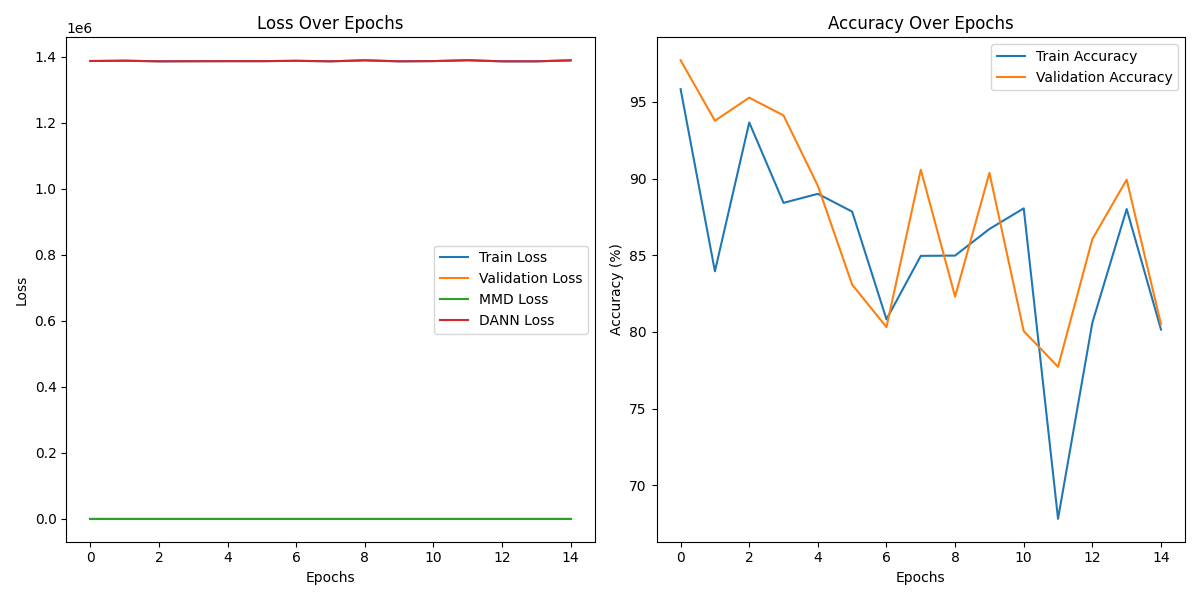 Loss Over Epochs
1e6
1.4
1.2
1.0
0.8
0.6
0.4
0.2
0.0
Loss
Train Loss
Validation Loss
MMD Loss
DANN Loss
0 2 4 6 8 10 12 14
Epochs
Accuracy Over Epochs
95
90
85
80
75
70
Accuracy (%)
Train Accuracy
Validation Accuracy
0 2 4 6 8 10 12 14
Epochs